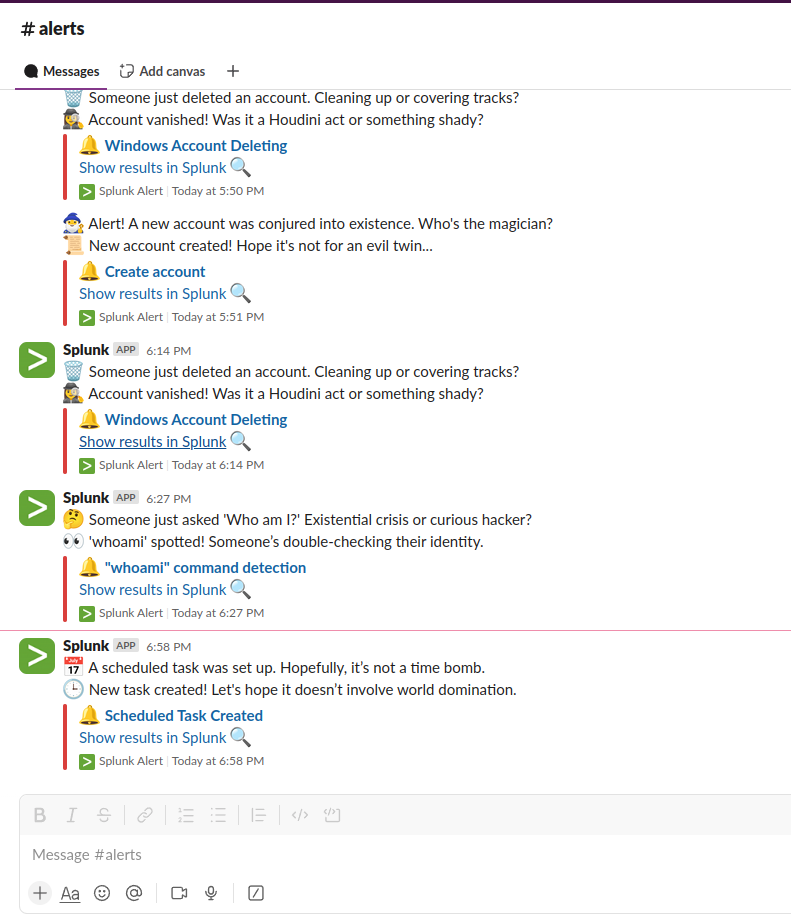 # alerts
Messages Add canvas +
Someone just deleted an account. Cleaning up or covering tracks?
Account vanished! Was it a Houdini act or something shady?
Windows Account Deleting
Show results in Splunk
Splunk Alert | Today at 5:50 PM
Alert! A new account was conjured into existence. Who's the magician?
New account created! Hope it's not for an evil twin...
Create account
Show results in Splunk
Splunk Alert | Today at 5:51 PM
Splunk APP 6:14 PM
Someone just deleted an account. Cleaning up or covering tracks?
Account vanished! Was it a Houdini act or something shady?
Windows Account Deleting
Show results in Splunk
Splunk Alert | Today at 6:14 PM
Splunk APP 6:27 PM
Someone just asked 'Who am I?' Existential crisis or curious hacker?
'whoami' spotted! Someone’s double-checking their identity.
"whoami" command detection
Show results in Splunk
Splunk Alert | Today at 6:27 PM
Splunk APP 6:58 PM
A scheduled task was set up. Hopefully, it’s not a time bomb.
New task created! Let's hope it doesn’t involve world domination.
Scheduled Task Created
Show results in Splunk
Splunk Alert | Today at 6:58 PM
B I S
Message #alerts
+ Aa @